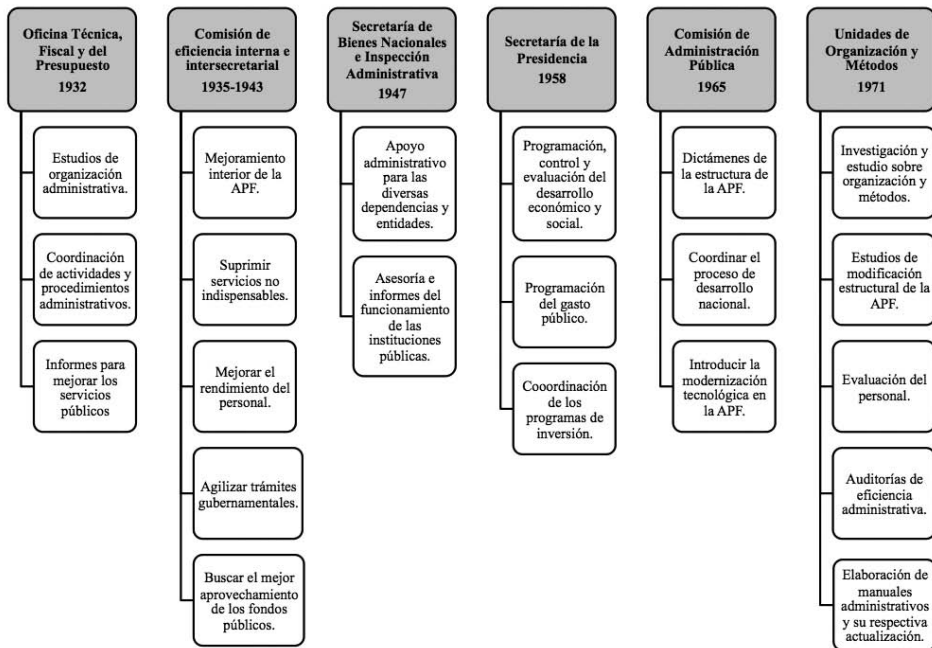 Oficina Técnica,
Fiscal y del
Presupuesto
1932
Estudios de
organización
administrativa.
Coordinación
de actividades y
procedimientos
administrativos.
Informes para
mejorar los
servicios
públicos
Comisión de
eficiencia interna e
intersecretarial
1935-1943
Mejoramiento
interior de la
APF.
Suprimir
servicios no
indispensables.
Mejorar el
rendimiento del
personal.
Agilizar trámites
gubernamentales.
Buscar el mejor
aprovechamiento
de los fondos
públicos.
Secretaría de
Bienes Nacionales
e Inspección
Administrativa
1947
Apoyo
administrativo
para las
diversas
dependencias y
entidades.
Asesoría e
informes del
funcionamiento
de las
instituciones
públicas.
Secretaría de la
Presidencia
1958
Programación,
control y
evaluación del
desarrollo
económico y
social.
Programación
del gasto
público.
Cooordinación
de los
programas de
inversión.
Comisión de
Administración
Pública
1965
Dictámenes de
la estructura de
la APF.
Coordinar el
proceso de
desarrollo
nacional.
Introducir la
modernización
tecnológica en
la APF.
Unidades de
Organización y
Métodos
1971
Investigación y
estudio sobre
organización y
métodos.
Estudios de
modificación
estructural de la
APF.
Evaluación del
personal.
Auditorías de
eficiencia
administrativa.
Elaboración de
manuales
administrativos
y su respectiva
actualización.